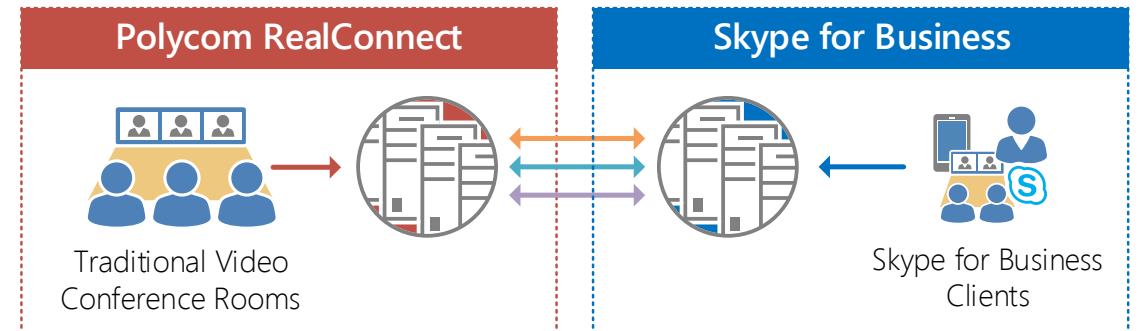 Polycom RealConnect
Skype for Business
Traditional Video
Conference Rooms
S
Skype for Business
Clients